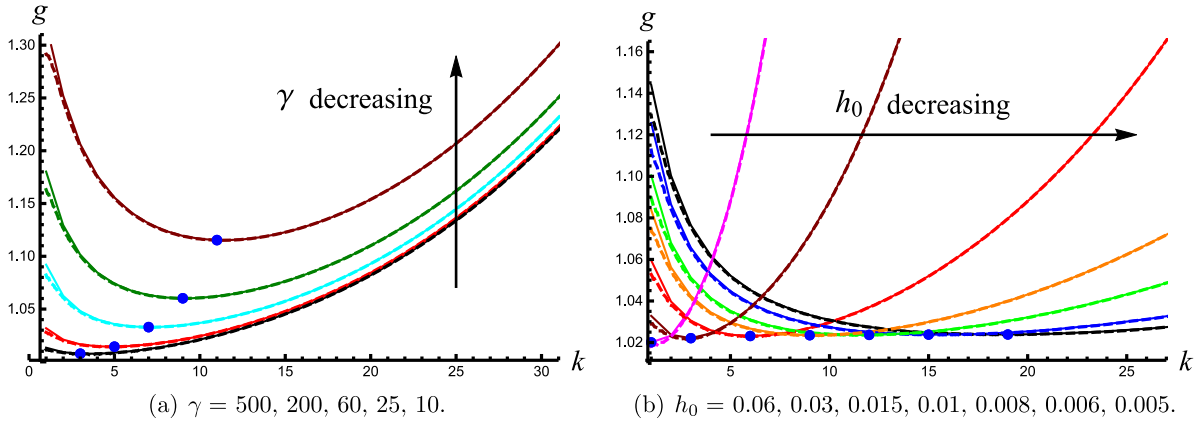 g
1.30
1.25
1.20
1.15
1.10
1.05
0 5 10 15 20 25 30 k
γ decreasing
(a) γ = 500, 200, 60, 25, 10.
g
1.16
1.14
1.12
1.10
1.08
1.06
1.04
1.02
5 10 15 20 25 k
h₀ decreasing
(b) h₀ = 0.06, 0.03, 0.015, 0.01, 0.008, 0.006, 0.005.